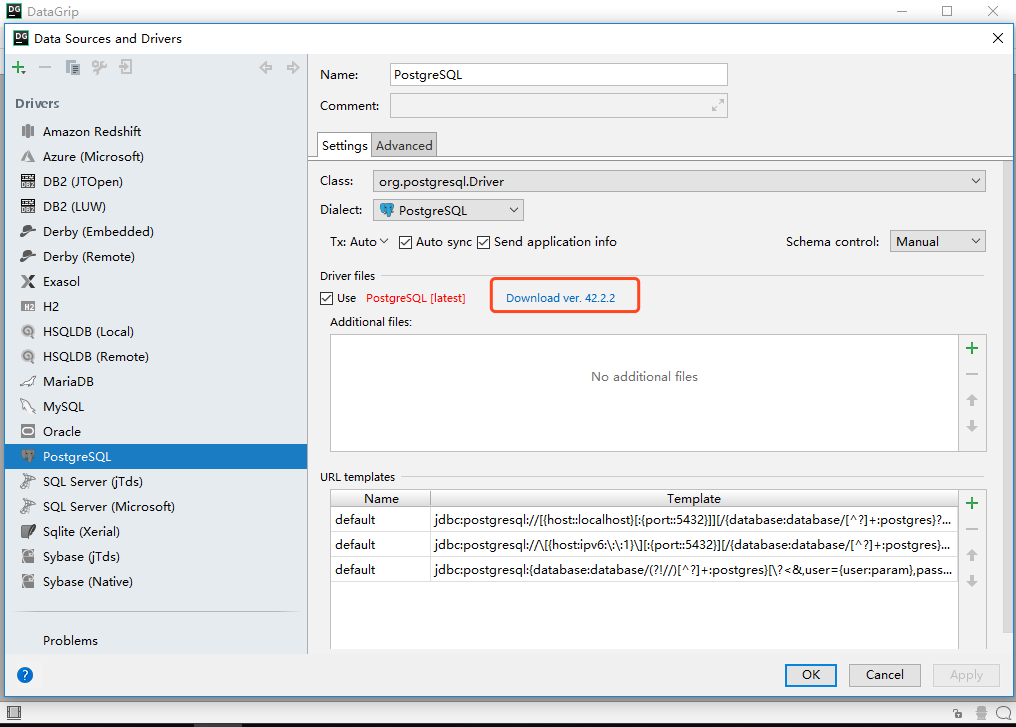 DG DataGrip
DG Data Sources and Drivers
Drivers
Amazon Redshift
Azure (Microsoft)
DB2 (JTOpen)
DB2 (LUW)
Derby (Embedded)
Derby (Remote)
Exasol
H2 H2
HSQLDB (Local)
HSQLDB (Remote)
MariaDB
MySQL
Oracle
PostgreSQL
SQL Server (jTds)
SQL Server (Microsoft)
Sqlite (Xerial)
Sybase (jTds)
Sybase (Native)
Problems
Name: PostgreSQL
Comment:
Settings Advanced
Class: org.postgresql.Driver
Dialect: PostgreSQL
Tx: Auto Auto sync Send application info Schema control: Manual
Driver files
Use PostgreSQL [latest] Download ver. 42.2.2
Additional files:
No additional files
URL templates
Name Template
default jdbc:postgresql://[{host::localhost}[:{port::5432}]][/{database:database/[^?]+:postgres}?...
default jdbc:postgresql://\[{host:ipv6:\:\:1}\][:{port::5432}][/{database:database/[^?]+:postgres}...
default jdbc:postgresql:{database:database/(?!//)[^?]+:postgres}[\?<&,user={user:param},pass...
? OK Cancel Apply